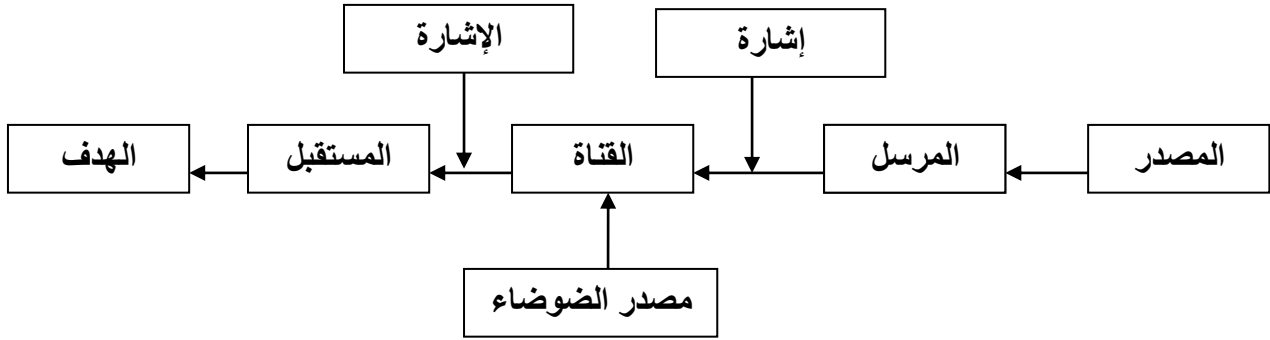 إشارة
الإشارة
المصدر
المرسل
القناة
المستقبل
الهدف
مصدر الضوضاء